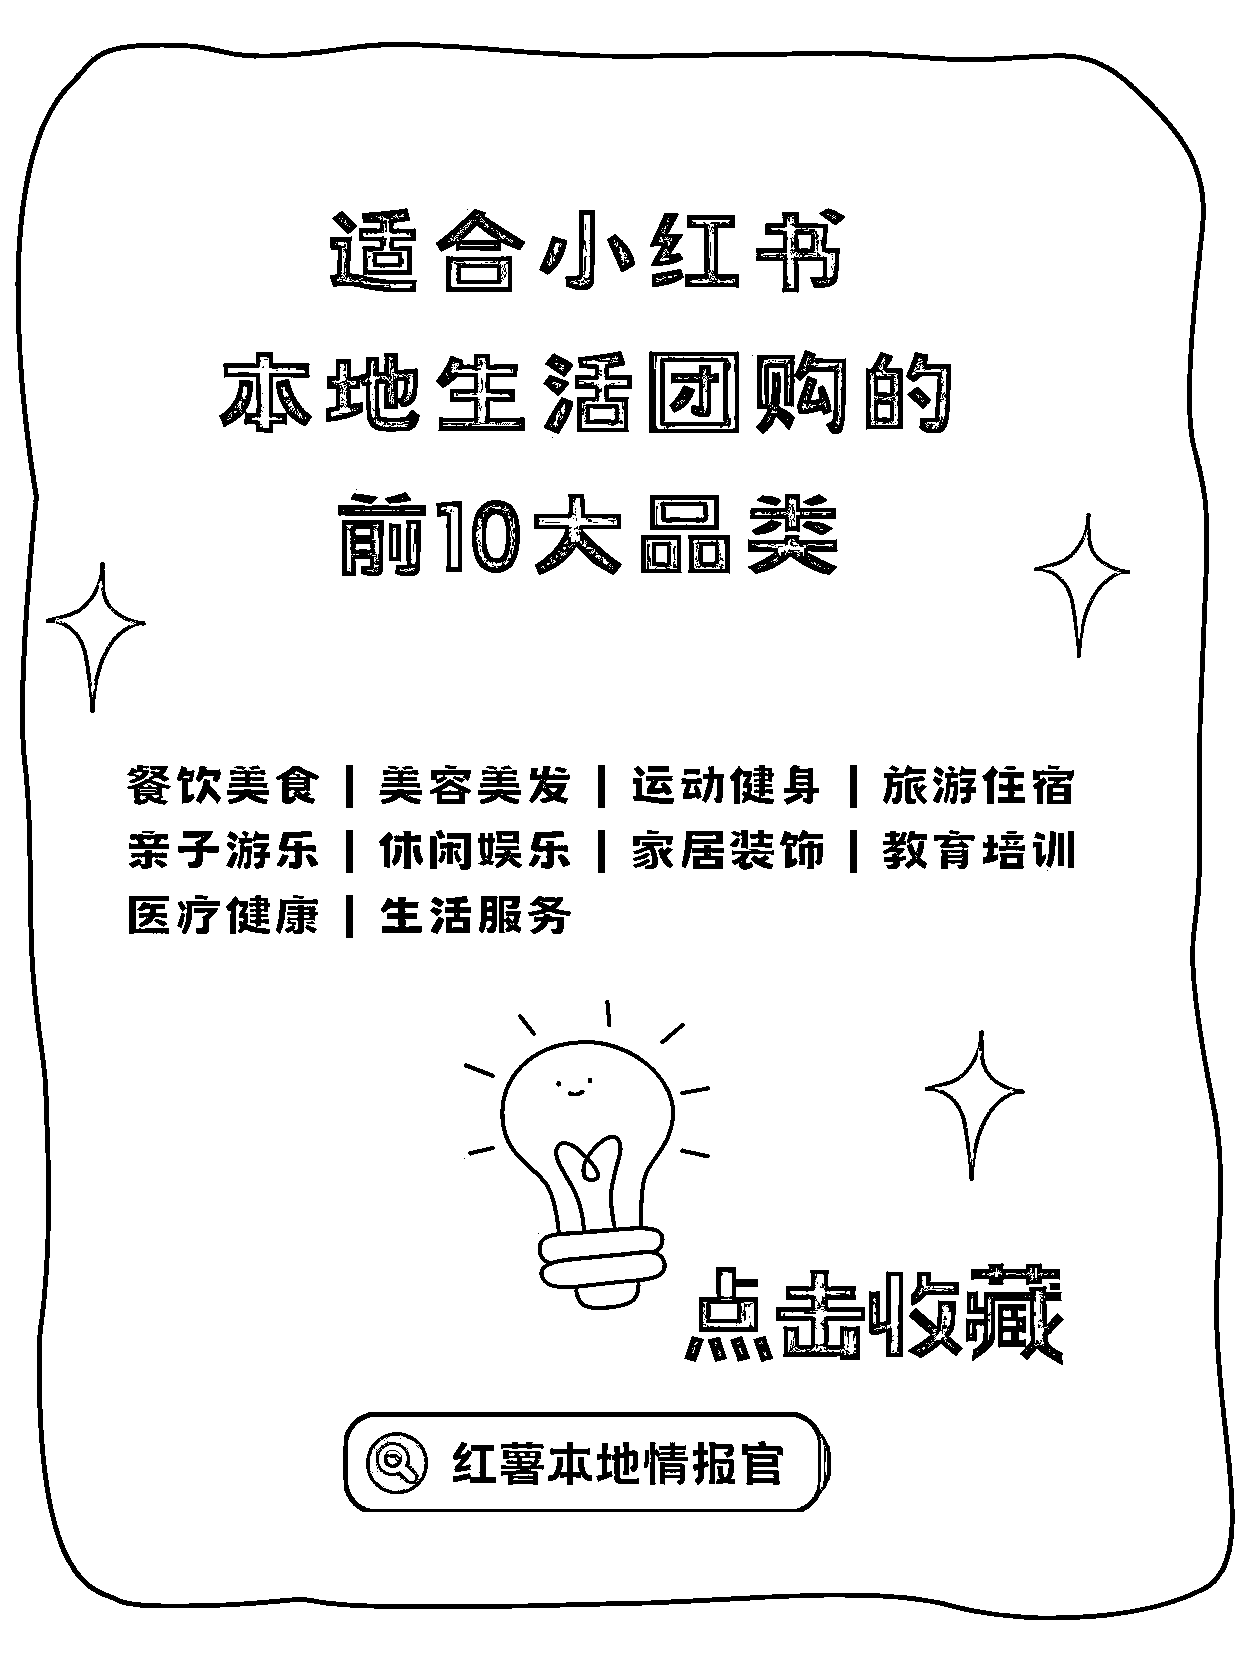 适合小红书
本地生活团购的
前10大品类
餐饮美食 | 美容美发 | 运动健身 | 旅游住宿
亲子游乐 | 休闲娱乐 | 家居装饰 | 教育培训
医疗健康 | 生活服务
点击收藏
红薯本地情报官